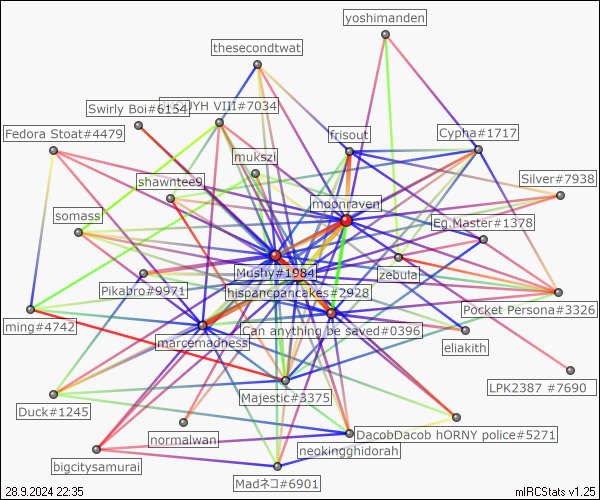 yoshimanden
thesecondtwat
Swirly Boi#6154
UYH VIII#7034
frisout
Cypha#1717
Fedora Stoat#4479
mukszi
shawntee9
Silver#7938
moonraven
somass
Eg.Master#1378
Mushy#1984
zebula
Pikabro#9971
hispancpancakes#2928
Pocket Persona#3326
ming#4742
Can anything be saved#0396
marcemadness
eliakith
LPK2387 #7690
Majestic#3375
Duck#1245
normalwan
DacobDacob hORNY police#5271
neokingghidorah
bigcitysamurai
Madネコ#6901
28.9.2024 22:35
mIRCStats v1.25